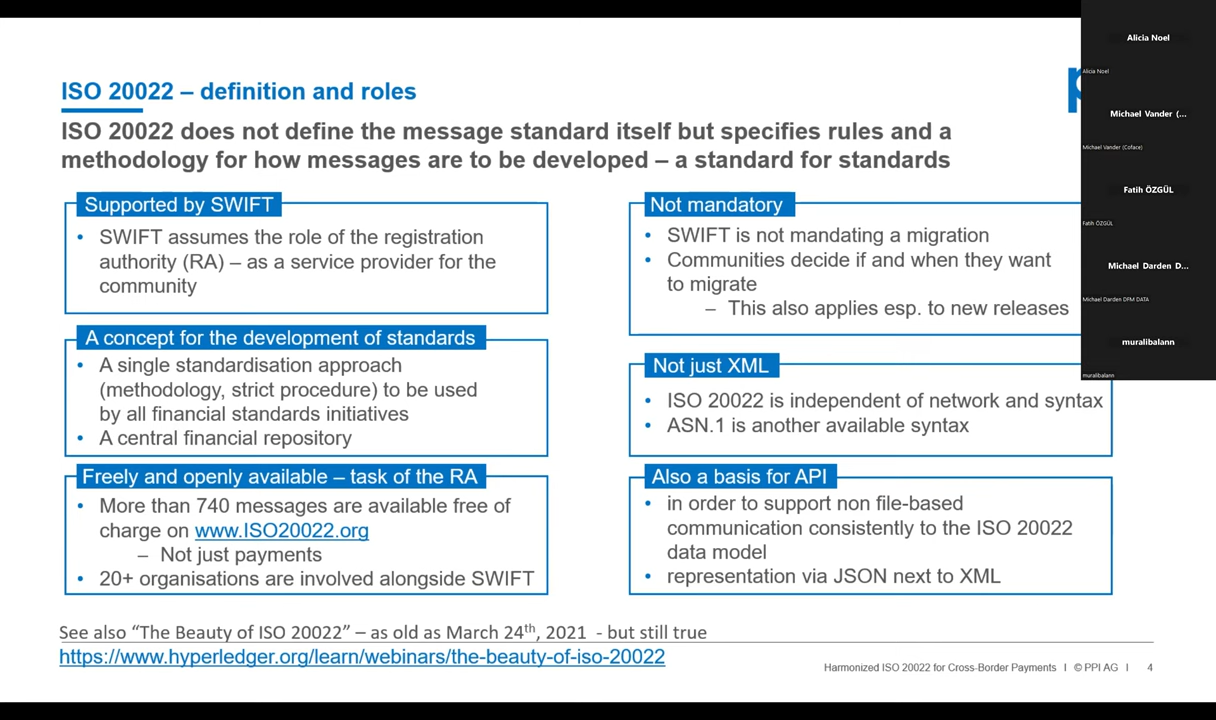 ISO 20022 – definition and roles
ISO 20022 does not define the message standard itself but specifies rules and a
methodology for how messages are to be developed – a standard for standards
Supported by SWIFT
• SWIFT assumes the role of the registration
authority (RA) – as a service provider for the
community
A concept for the development of standards
• A single standardisation approach
(methodology, strict procedure) to be used
by all financial standards initiatives
• A central financial repository
Freely and openly available – task of the RA
• More than 740 messages are available free of
charge on www.ISO20022.org
– Not just payments
• 20+ organisations are involved alongside SWIFT
Not mandatory
• SWIFT is not mandating a migration
• Communities decide if and when they want
to migrate
– This also applies esp. to new releases
Not just XML
• ISO 20022 is independent of network and syntax
• ASN.1 is another available syntax
Also a basis for API
• in order to support non file-based
communication consistently to the ISO 20022
data model
• representation via JSON next to XML
See also “The Beauty of ISO 20022” – as old as March 24th, 2021 - but still true
https://www.hyperledger.org/learn/webinars/the-beauty-of-iso-20022
Harmonized ISO 20022 for Cross-Border Payments I © PPI AG I 4
p
Alicia Noel
Alicia Noel
Michael Vander (...
Michael Vander (Coface)
Fatih ÖZGÜL
Fatih ÖZGÜL
Michael Darden D...
Michael Darden DFM DATA
muralibalann
muralibalann